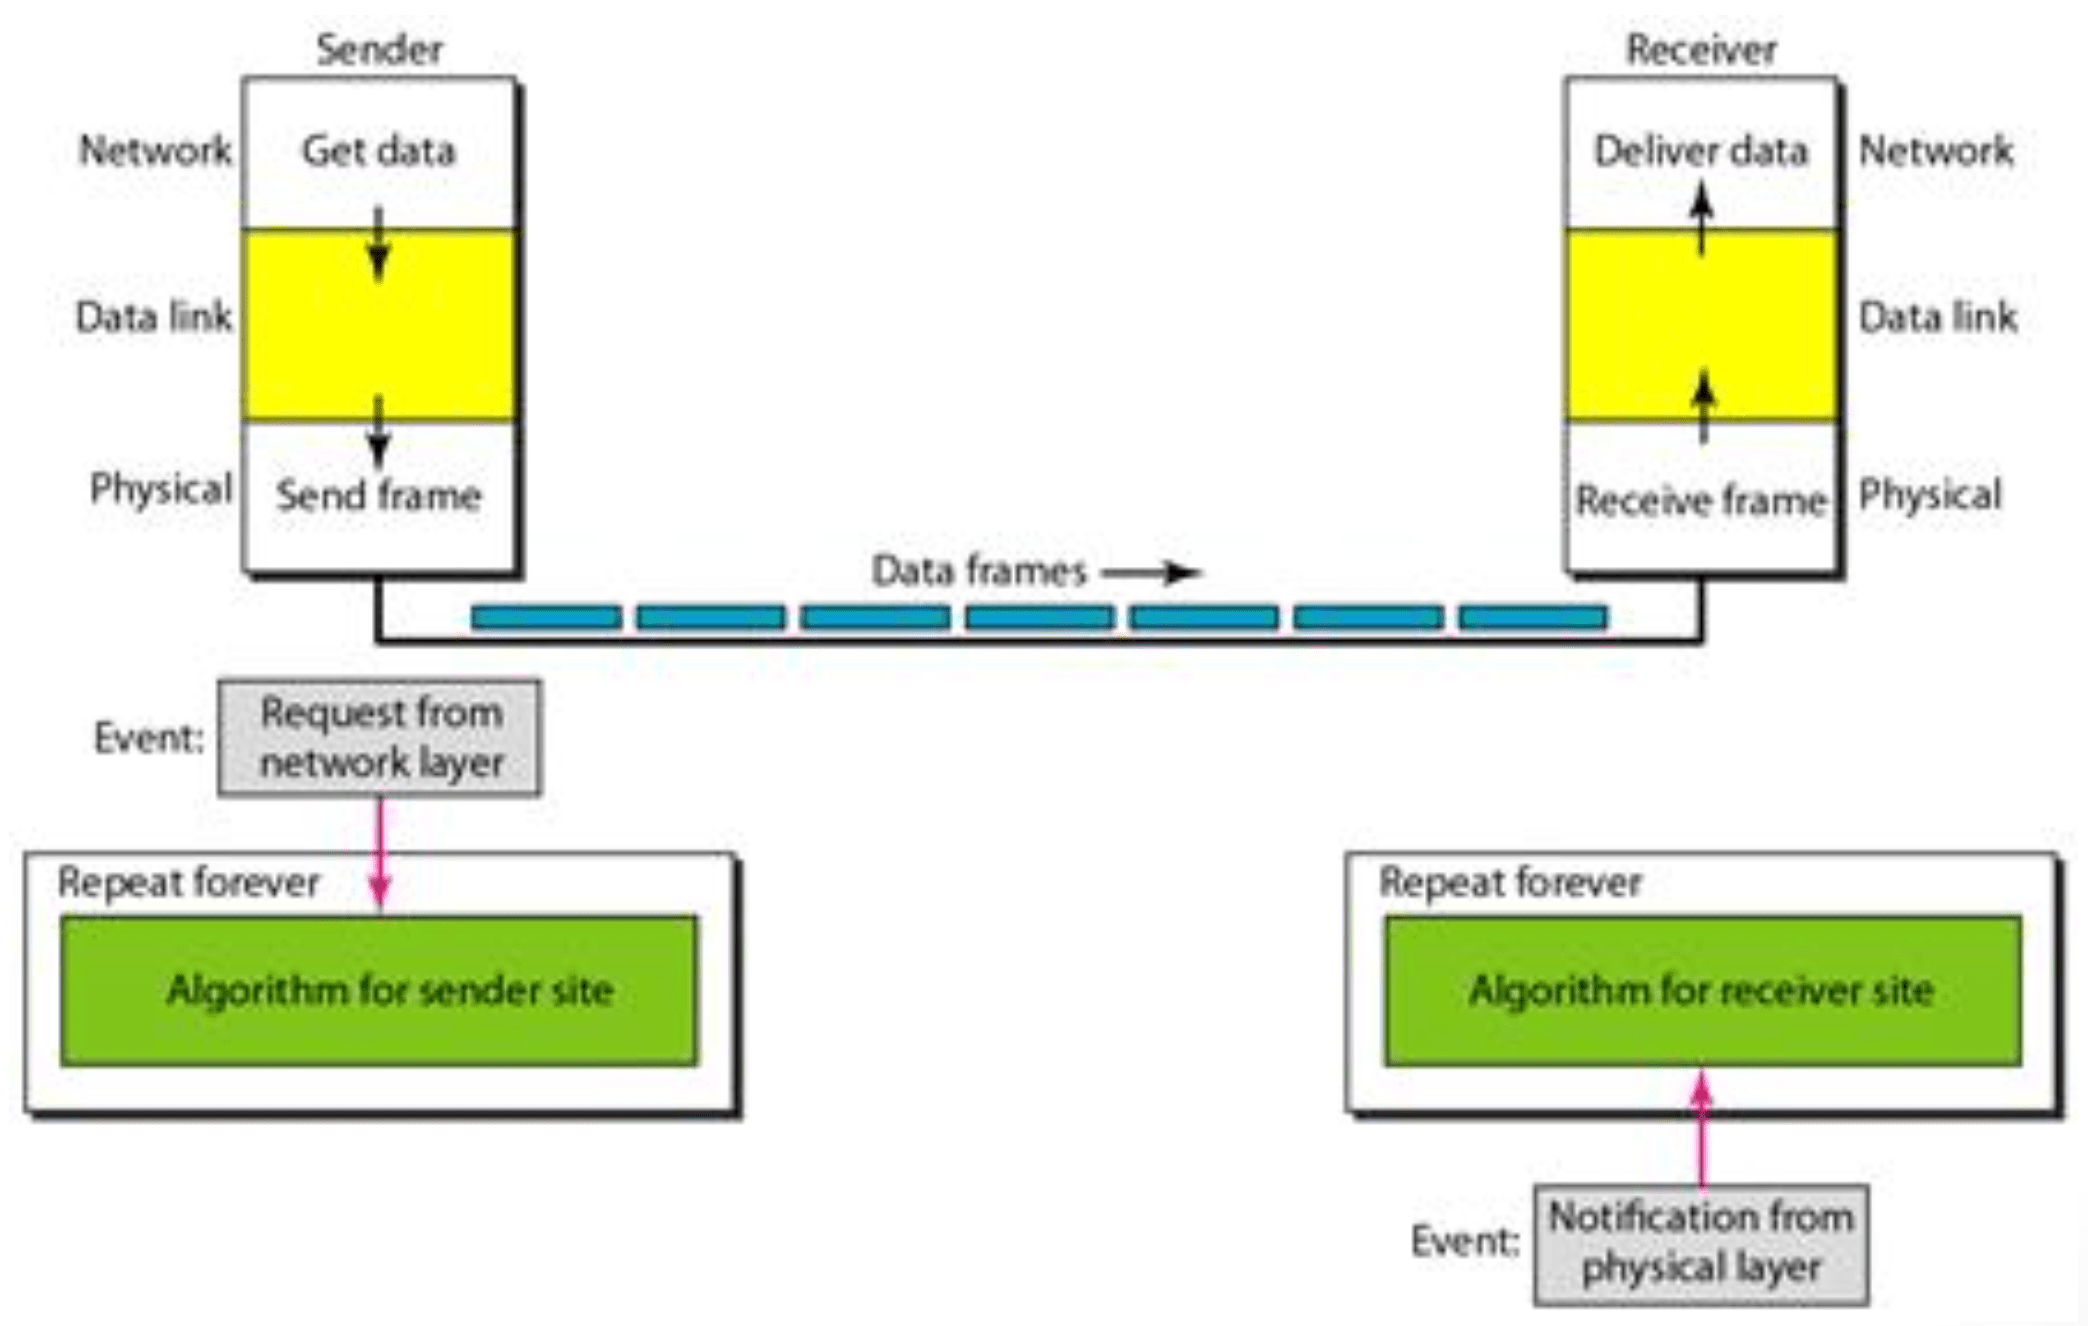 Sender
Receiver
Network
Get data
Deliver data
Network
Data link
Data link
Physical
Send frame
Receive frame
Physical
Data frames
Event:
Request from
network layer
Repeat forever
Algorithm for sender site
Repeat forever
Algorithm for receiver site
Event:
Notification from
physical layer